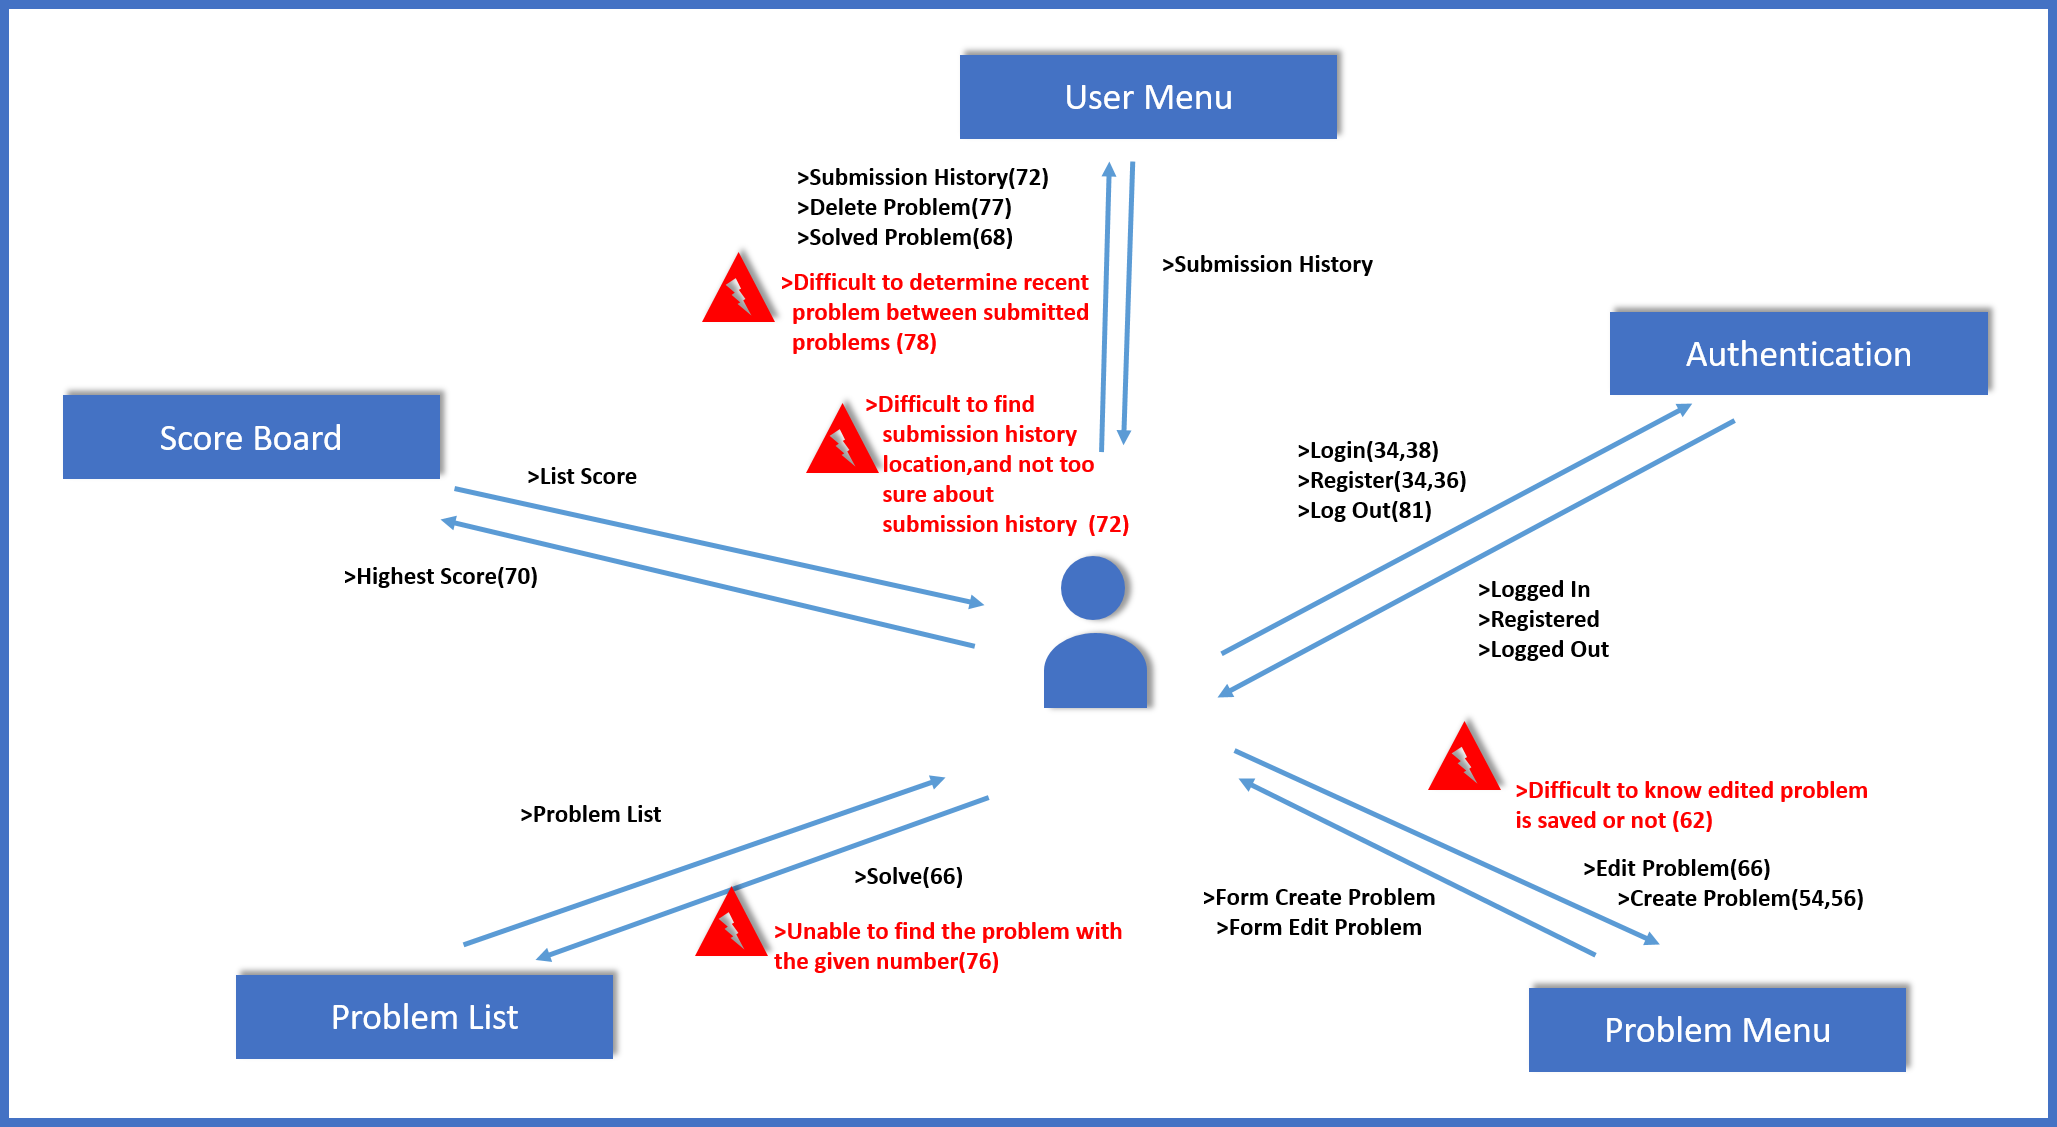 User Menu
>Submission History(72)
>Delete Problem(77)
>Solved Problem(68)
>Difficult to determine recent
problem between submitted
problems (78)
>Submission History
Authentication
Score Board
>Difficult to find
submission history
location,and not too
sure about
submission history (72)
>List Score
>Highest Score(70)
>Login(34,38)
>Register(34,36)
>Log Out(81)
>Logged In
>Registered
>Logged Out
>Problem List
>Solve(66)
>Unable to find the problem with
the given number(76)
>Difficult to know edited problem
is saved or not (62)
>Edit Problem(66)
>Create Problem(54,56)
>Form Create Problem
>Form Edit Problem
Problem List
Problem Menu